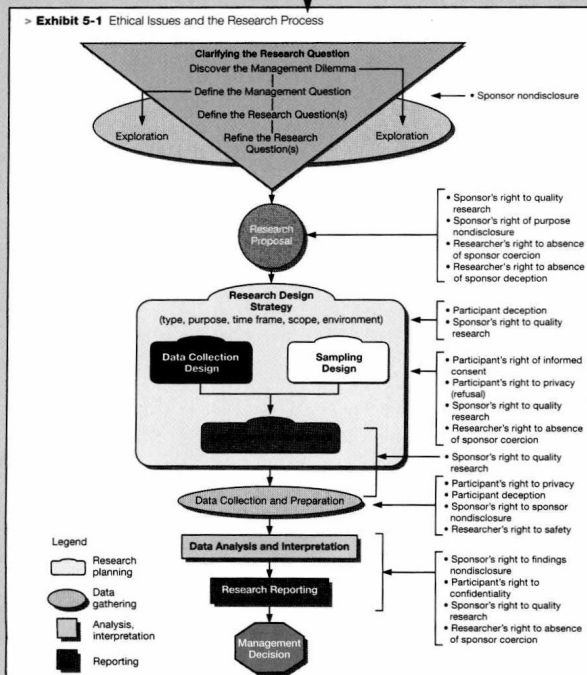 > Exhibit 5-1 Ethical Issues and the Research Process
Clarifying the Research Question
Discover the Management Dilemma
Define the Management Question
Define the Research Question(s)
Exploration
Refine the Research
Question(s)
Exploration
• Sponsor nondisclosure
Research
Proposal
• Sponsor's right to quality
research
• Sponsor's right of purpose
nondisclosure
• Researcher's right to absence
of sponsor coercion
• Researcher's right to absence
of sponsor deception
Research Design
Strategy
(type, purpose, time frame, scope, environment)
• Participant deception
• Sponsor's right to quality
research
Data Collection
Design
Sampling
Design
• Participant's right of informed
consent
• Participant's right to privacy
(refusal)
• Sponsor's right to quality
research
• Researcher's right to absence
of sponsor coercion
• Sponsor's right to quality
research
Data Collection and Preparation
• Participant's right to privacy
• Participant deception
• Sponsor's right to sponsor
nondisclosure
• Researcher's right to safety
Data Analysis and Interpretation
Research Reporting
• Sponsor's right to findings
nondisclosure
• Participant's right to
confidentiality
• Sponsor's right to quality
research
• Researcher's right to absence
of sponsor coercion
Management
Decision
Legend
Research
planning
Data
gathering
Analysis,
interpretation
Reporting